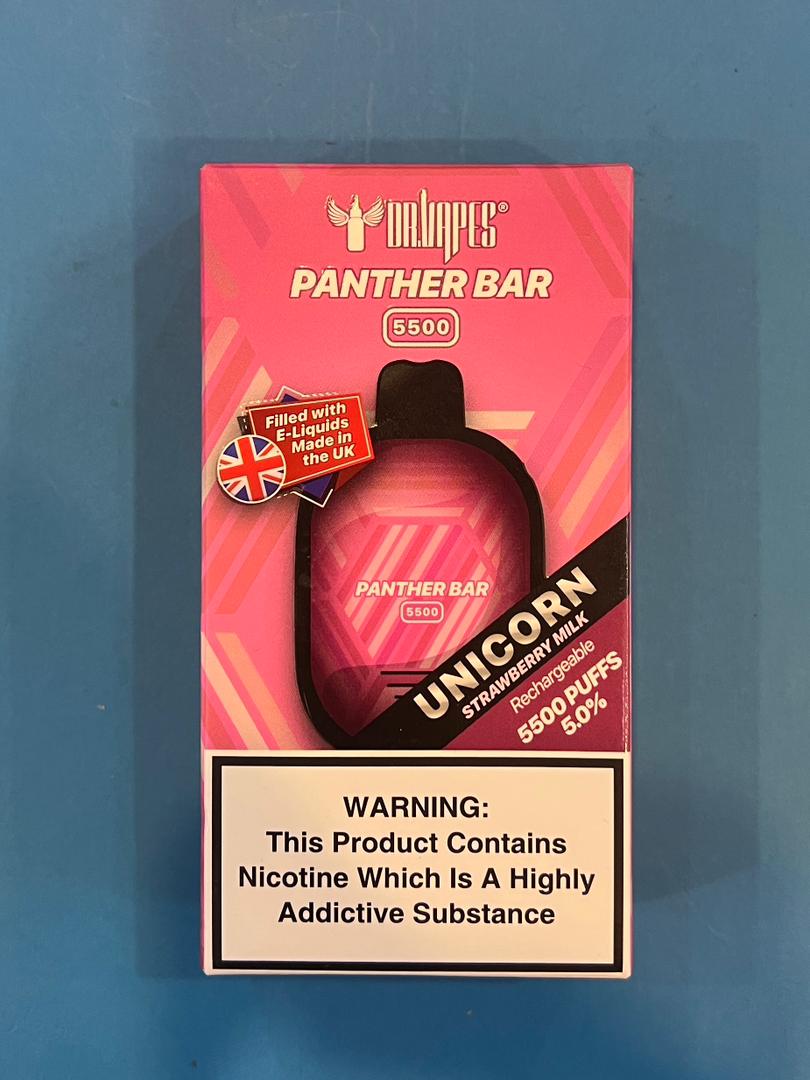 DR.VAPES®
PANTHER BAR
5500
Filled with
E-Liquids
Made in
the UK
PANTHER BAR
5500
UNICORN
STRAWBERRY MILK
Rechargeable
5500 PUFFS
5.0%
WARNING:
This Product Contains
Nicotine Which Is A Highly
Addictive Substance